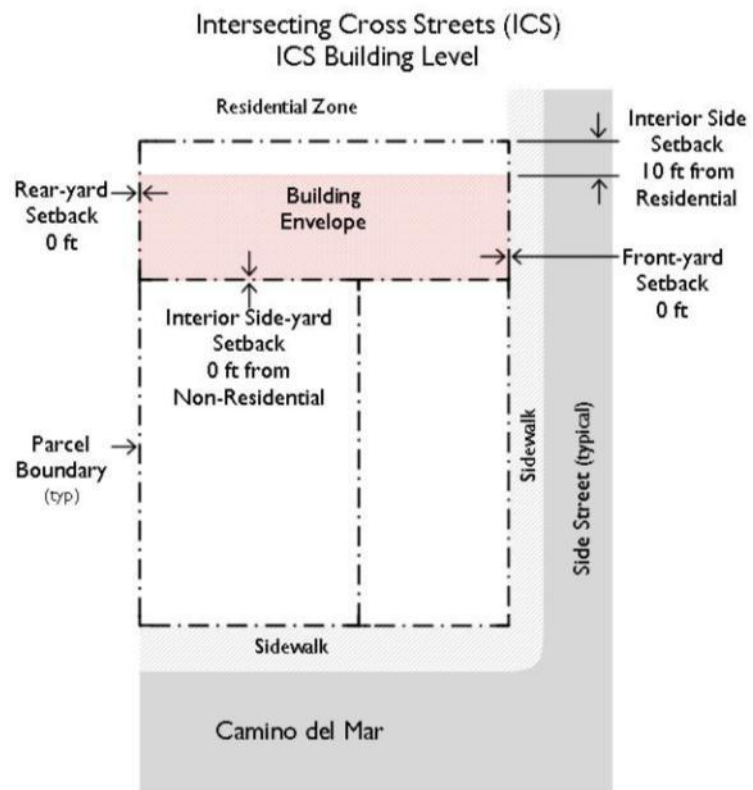 Intersecting Cross Streets (ICS)
ICS Building Level
Residential Zone
Interior Side
Setback
10 ft from
Residential
Rear-yard
Setback
0 ft
Building
Envelope
Front-yard
Setback
0 ft
Interior Side-yard
Setback
0 ft from
Non-Residential
Parcel
Boundary
(typ)
Sidewalk
Side Street (typical)
Sidewalk
Camino del Mar